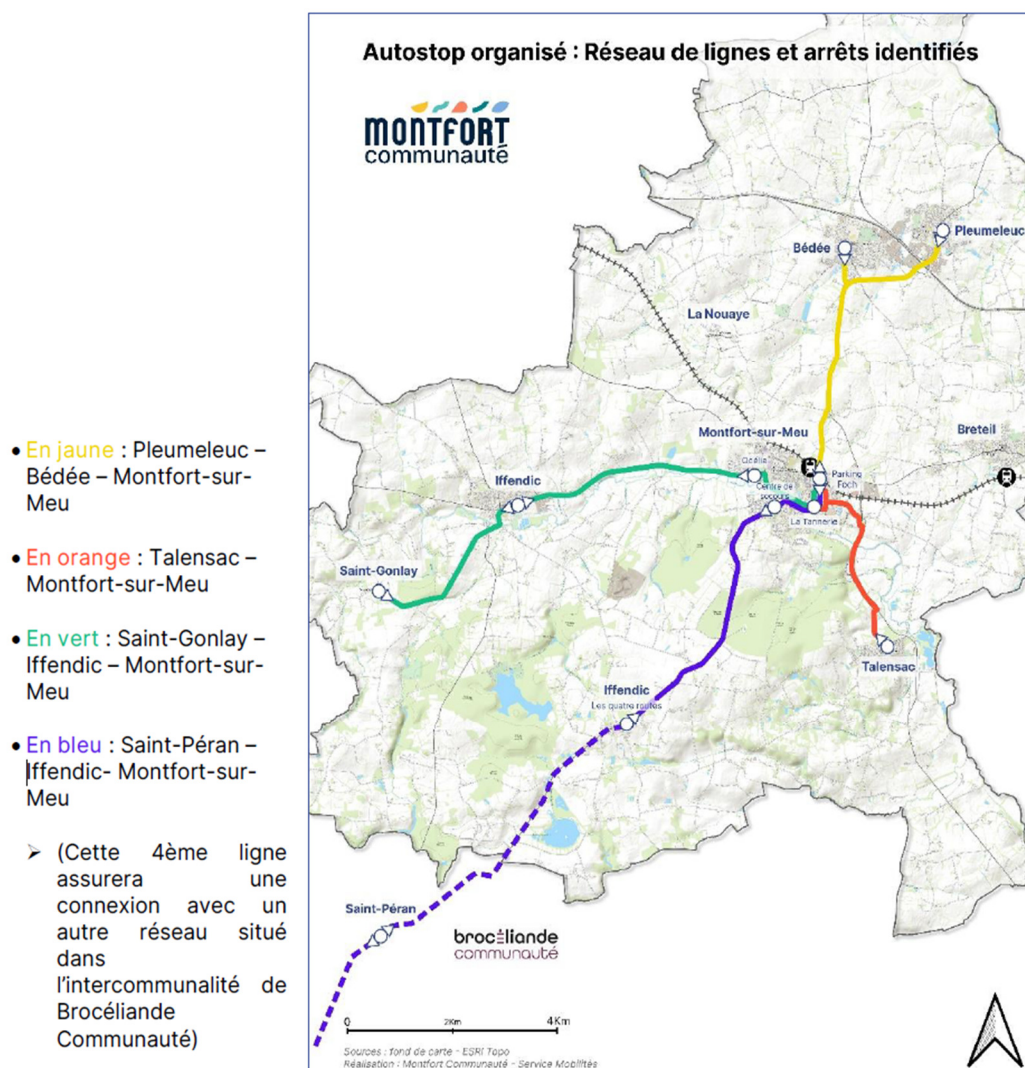 Autostop organisé : Réseau de lignes et arrêts identifiés
MONTFORT
communauté
Pleumeleuc
Bédée
La Nouaye
Montfort-sur-Meu
Breteil
Parking
Foch
Centre de
secours
La Tannerie
Iffendic
Saint-Gonlay
Talensac
Iffendic
Les quatre routes
Saint-Péran
brocéliande
communauté
0 2Km 4Km
Sources : fond de carte - ESRI Topo
Réalisation : Montfort Communauté - Service Mobilités
• En jaune : Pleumeleuc –
Bédée – Montfort-sur-
Meu
• En orange : Talensac –
Montfort-sur-Meu
• En vert : Saint-Gonlay –
Iffendic – Montfort-sur-
Meu
• En bleu : Saint-Péran –
Iffendic- Montfort-sur-
Meu
➢ (Cette 4ème ligne
assurera une
connexion avec un
autre réseau situé
dans
l’intercommunalité de
Brocéliande
Communauté)